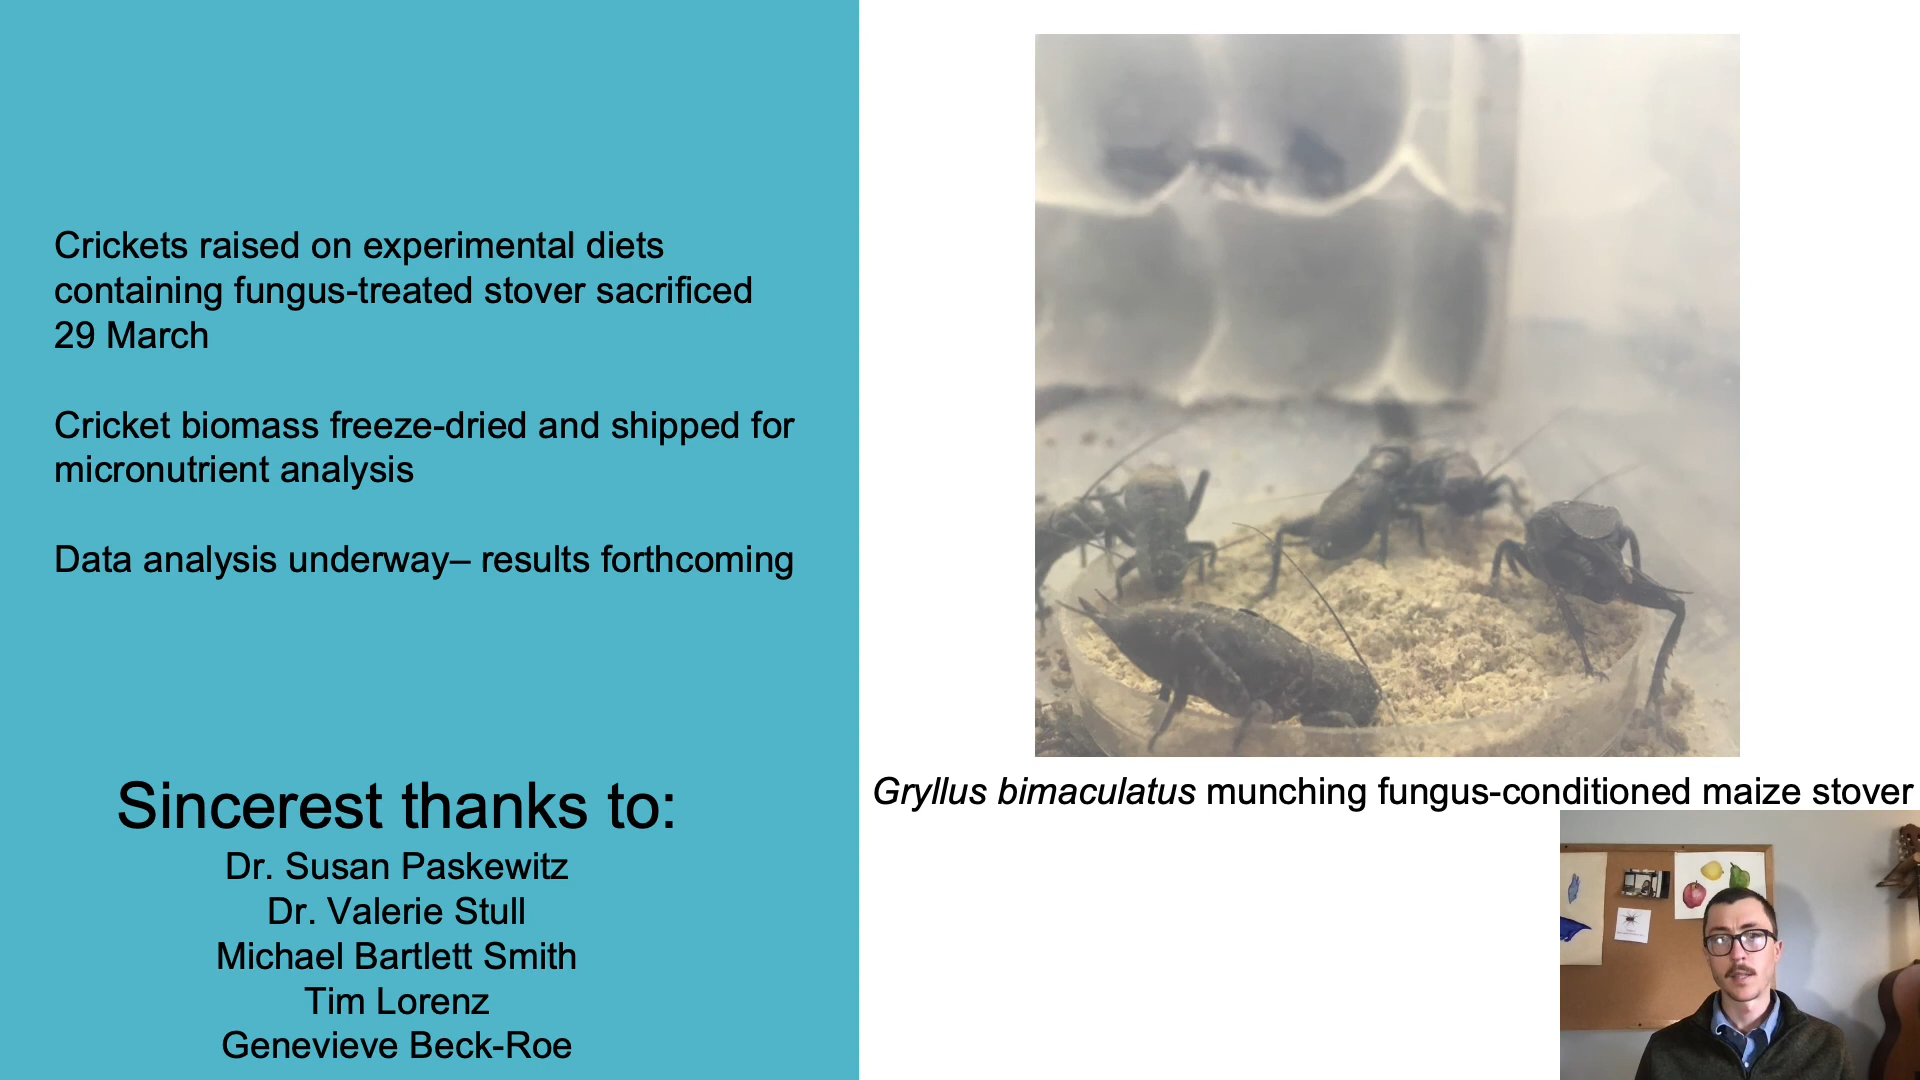 Crickets raised on experimental diets
containing fungus-treated stover sacrificed
29 March
Cricket biomass freeze-dried and shipped for
micronutrient analysis
Data analysis underway– results forthcoming
Sincerest thanks to:
Dr. Susan Paskewitz
Dr. Valerie Stull
Michael Bartlett Smith
Tim Lorenz
Genevieve Beck-Roe
Gryllus bimaculatus munching fungus-conditioned maize stover